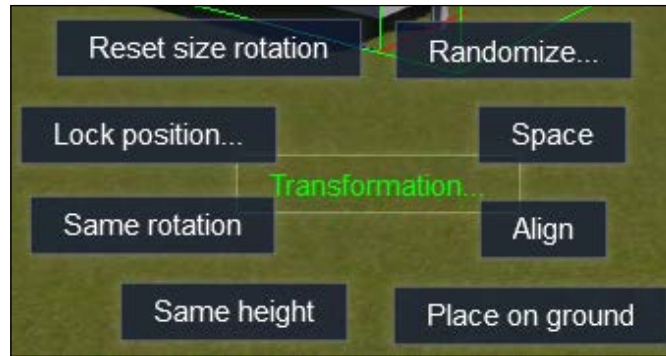 Reset size rotation
Randomize...
Lock position...
Space
Transformation...
Same rotation
Align
Same height
Place on ground